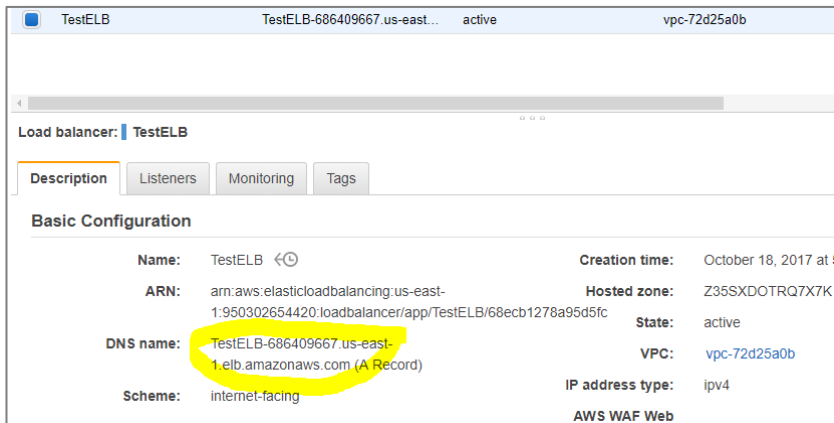 TestELB TestELB-686409667.us-east... active vpc-72d25a0b
Load balancer: TestELB
Description Listeners Monitoring Tags
Basic Configuration
Name: TestELB
ARN: arn:aws:elasticloadbalancing:us-east-
1:950302654420:loadbalancer/app/TestELB/68ecb1278a95d5fc
DNS name: TestELB-686409667.us-east-
1.elb.amazonaws.com (A Record)
Scheme: internet-facing
Creation time: October 18, 2017 at
Hosted zone: Z35SXDOTRQ7X7K
State: active
VPC: vpc-72d25a0b
IP address type: ipv4
AWS WAF Web